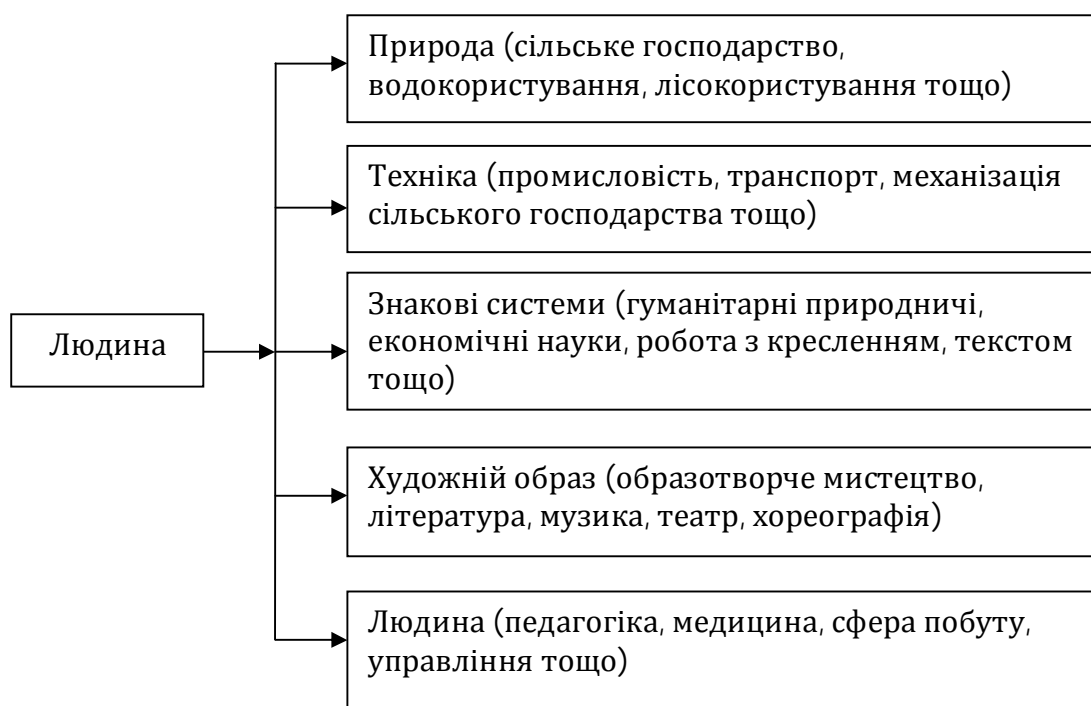 Природа (сільське господарство,
водокористування, лісокористування тощо)
Техніка (промисловість, транспорт, механізація
сільського господарства тощо)
Знакові системи (гуманітарні природничі,
економічні науки, робота з кресленням, текстом
тощо)
Людина
Художній образ (образотворче мистецтво,
література, музика, театр, хореографія)
Людина (педагогіка, медицина, сфера побуту,
управління тощо)